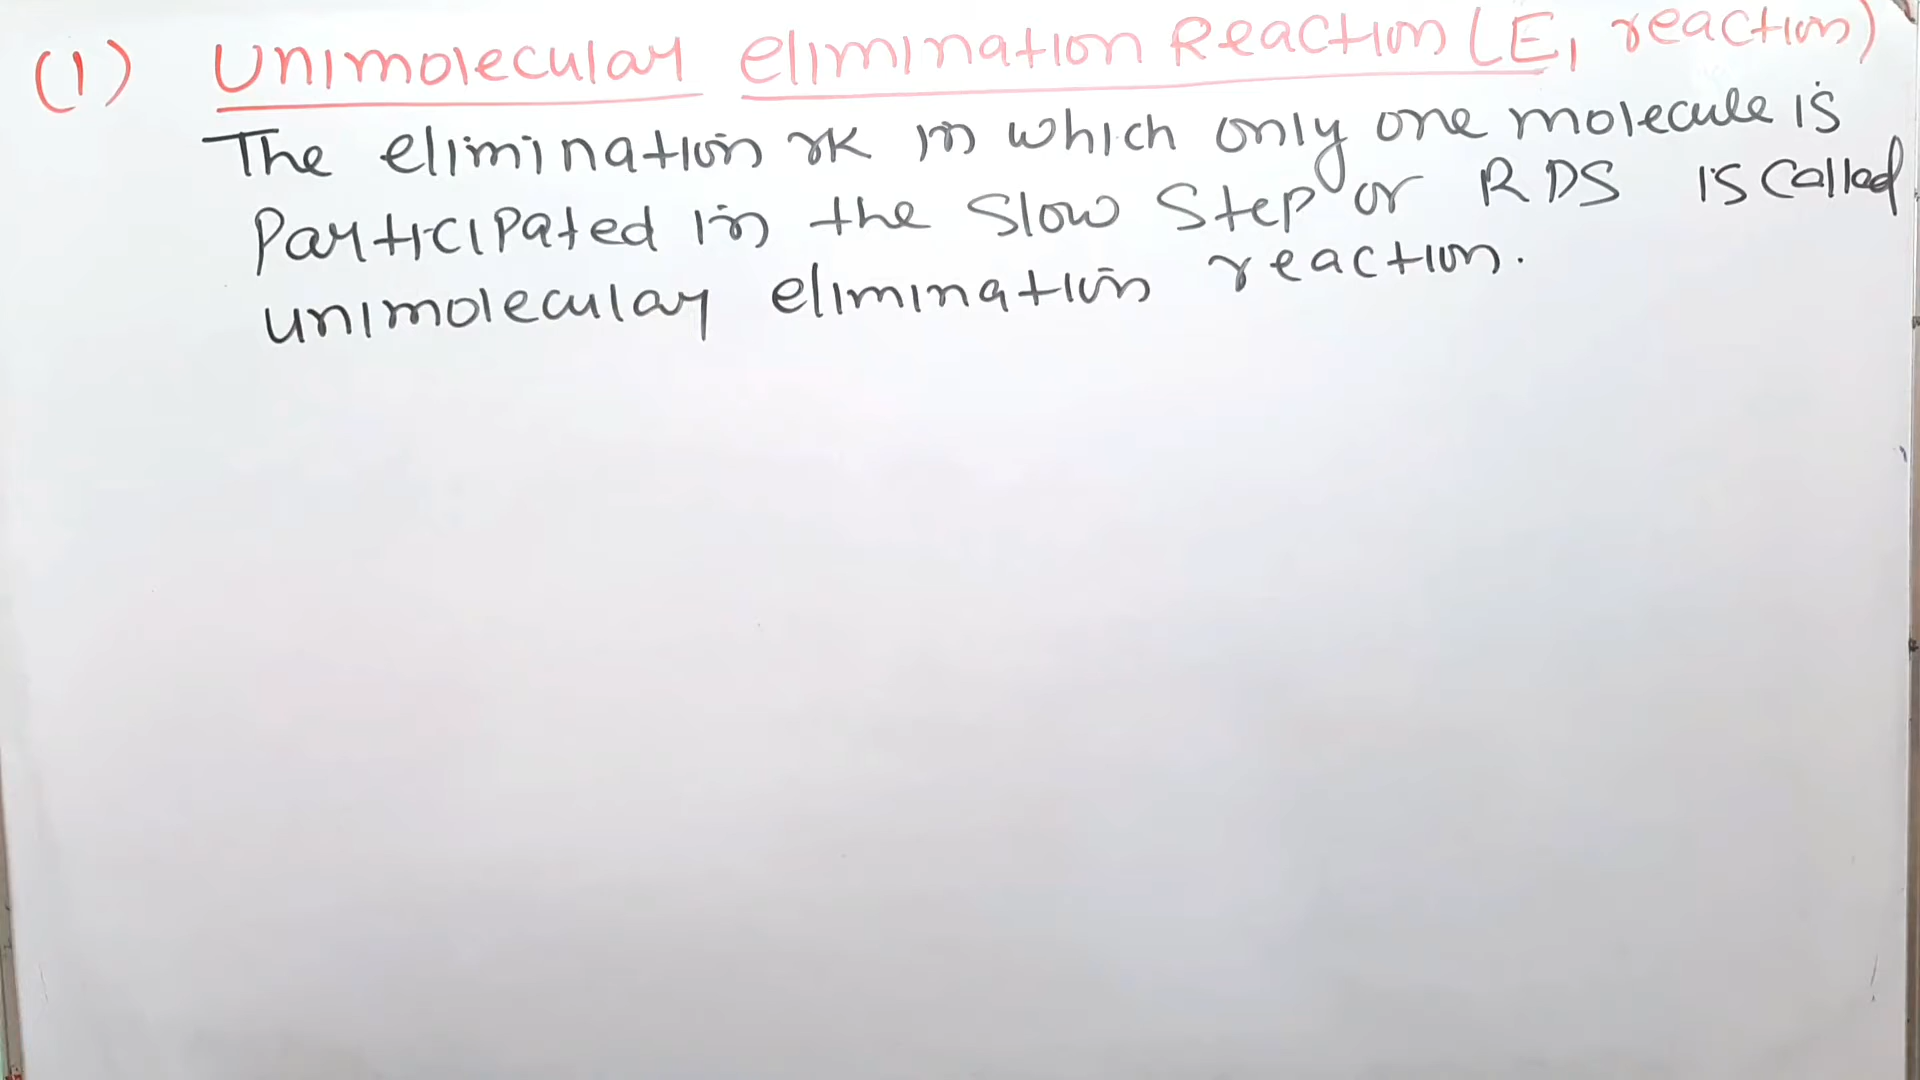 (1) Unimolecular elimination Reaction (E1 reaction)
The elimination rx in which only one molecule is
Participated in the Slow Step or RDS is called
unimolecular elimination reaction.